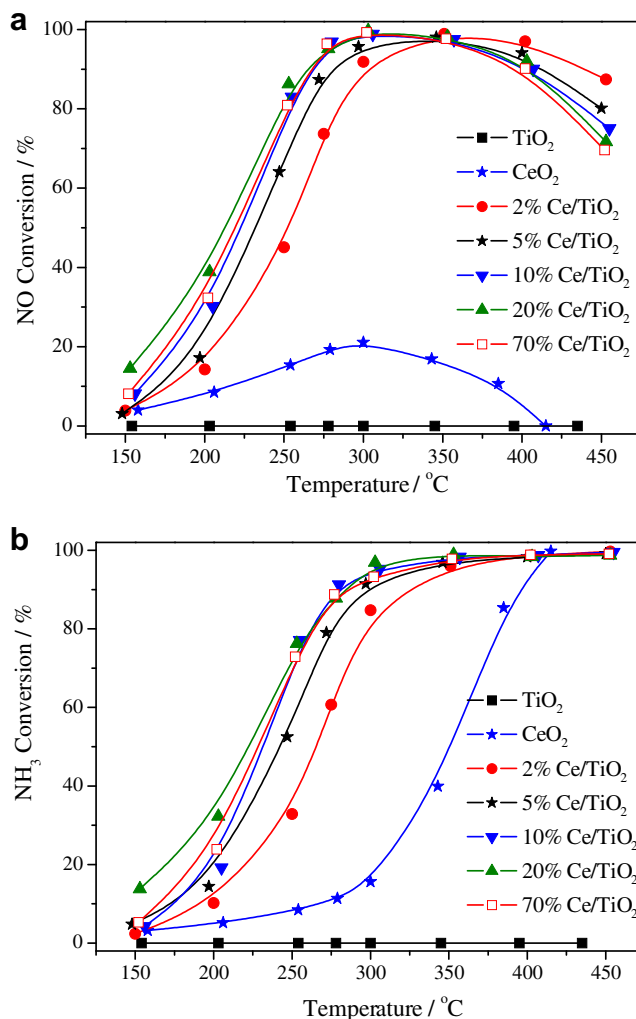 a
NO Conversion / %
100
80
60
40
20
0
TiO₂
CeO₂
2% Ce/TiO₂
5% Ce/TiO₂
10% Ce/TiO₂
20% Ce/TiO₂
70% Ce/TiO₂
150 200 250 300 350 400 450
Temperature / °C
b
NH₃ Conversion / %
100
80
60
40
20
0
TiO₂
CeO₂
2% Ce/TiO₂
5% Ce/TiO₂
10% Ce/TiO₂
20% Ce/TiO₂
70% Ce/TiO₂
150 200 250 300 350 400 450
Temperature / °C